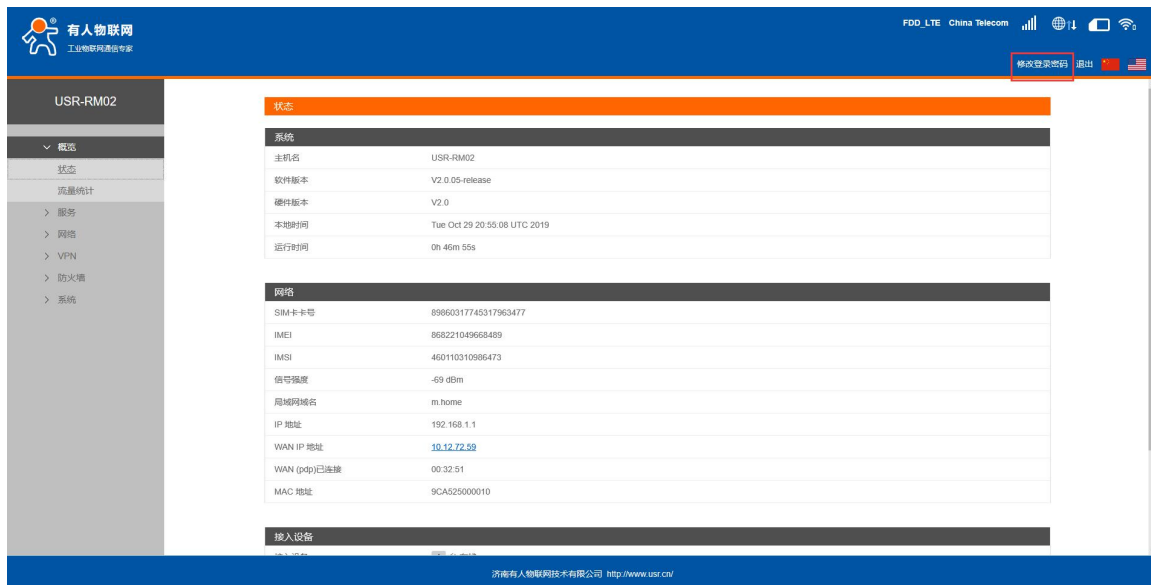 有人物联网
工业物联网通信专家
FDD_LTE China Telecom
修改登录密码 退出
USR-RM02
概览
状态
流量统计
服务
网络
VPN
防火墙
系统
状态
系统
主机名 USR-RM02
软件版本 V2.0.05-release
硬件版本 V2.0
本地时间 Tue Oct 29 20:55:08 UTC 2019
运行时间 0h 46m 55s
网络
SIM卡卡号 89860317745317963477
IMEI 868221049668489
IMSI 460110310986473
信号强度 -69 dBm
局域网域名 m.home
IP 地址 192.168.1.1
WAN IP 地址 10.12.72.59
WAN (pdp)已连接 00:32:51
MAC 地址 9CA525000010
接入设备
济南有人物联网技术有限公司 http://www.usr.cn/